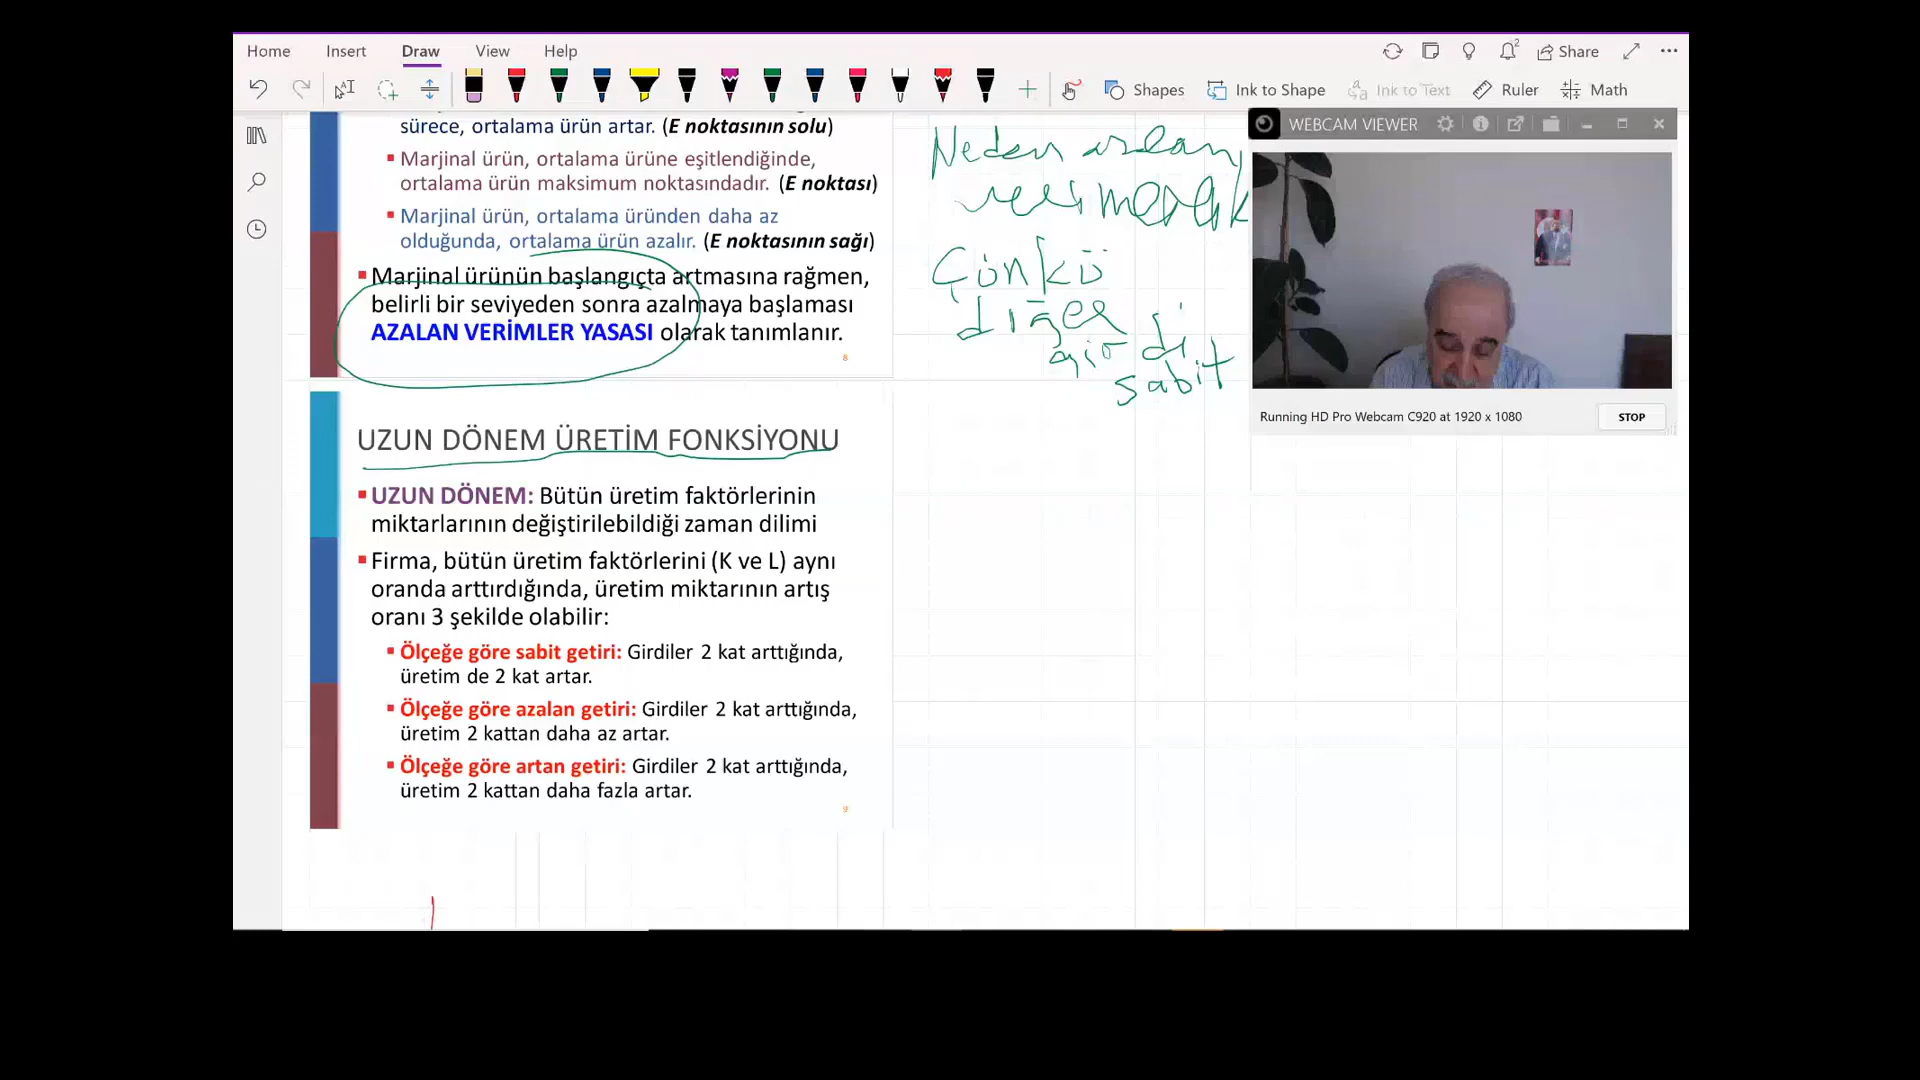 Home Insert Draw View Help
2
Share
Shapes Ink to Shape Ink to Text Ruler Math
WEBCAM VIEWER
sürece, ortalama ürün artar. (E noktasının solu)
▪ Marjinal ürün, ortalama ürüne eşitlendiğinde,
ortalama ürün maksimum noktasındadır. (E noktası)
▪ Marjinal ürün, ortalama üründen daha az
olduğunda, ortalama ürün azalır. (E noktasının sağı)
▪ Marjinal ürünün başlangıçta artmasına rağmen,
belirli bir seviyeden sonra azalmaya başlaması
AZALAN VERİMLER YASASI olarak tanımlanır.
8
Neden azalan
Çünkü
diğer
girdi
sabit
Running HD Pro Webcam C920 at 1920 x 1080
STOP
UZUN DÖNEM ÜRETİM FONKSİYONU
▪ UZUN DÖNEM: Bütün üretim faktörlerinin
miktarlarının değiştirilebildiği zaman dilimi
▪ Firma, bütün üretim faktörlerini (K ve L) aynı
oranda arttırdığında, üretim miktarının artış
oranı 3 şekilde olabilir:
▪ Ölçeğe göre sabit getiri: Girdiler 2 kat arttığında,
üretim de 2 kat artar.
▪ Ölçeğe göre azalan getiri: Girdiler 2 kat arttığında,
üretim 2 kattan daha az artar.
▪ Ölçeğe göre artan getiri: Girdiler 2 kat arttığında,
üretim 2 kattan daha fazla artar.
9